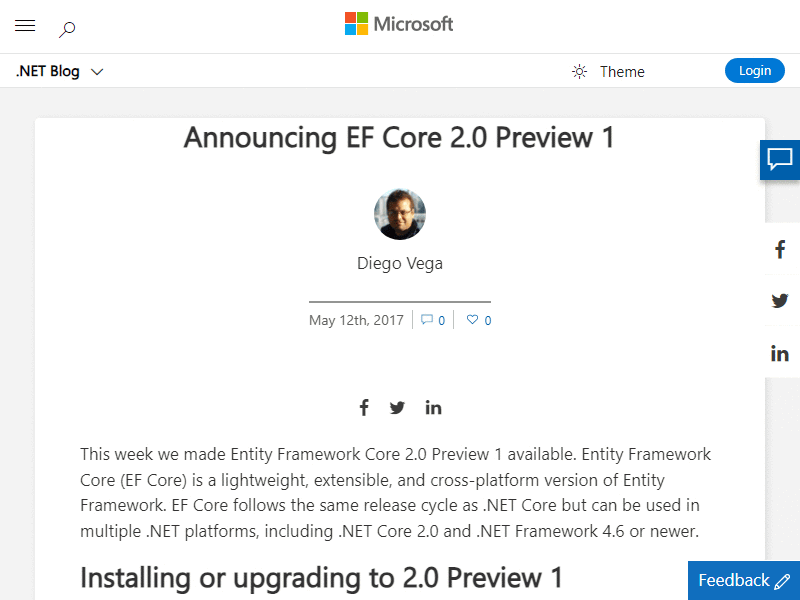 Microsoft
.NET Blog
Theme
Login
Announcing EF Core 2.0 Preview 1
Diego Vega
May 12th, 2017 0 0
This week we made Entity Framework Core 2.0 Preview 1 available. Entity Framework
Core (EF Core) is a lightweight, extensible, and cross-platform version of Entity
Framework. EF Core follows the same release cycle as .NET Core but can be used in
multiple .NET platforms, including .NET Core 2.0 and .NET Framework 4.6 or newer.
Installing or upgrading to 2.0 Preview 1
Feedback